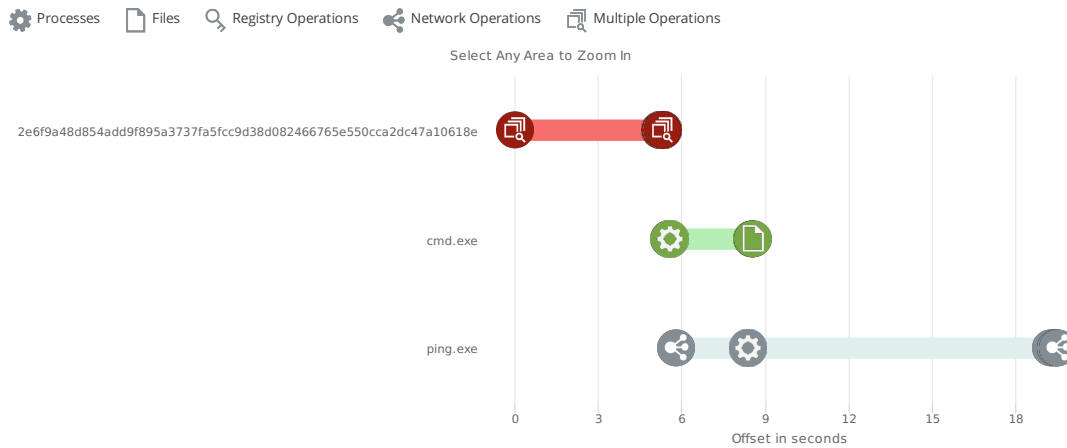 Processes Files Registry Operations Network Operations Multiple Operations
Select Any Area to Zoom In
2e6f9a48d854add9f895a3737fa5fcc9d38d082466765e550cca2dc47a10618e
cmd.exe
ping.exe
0 3 6 9 12 15 18
Offset in seconds